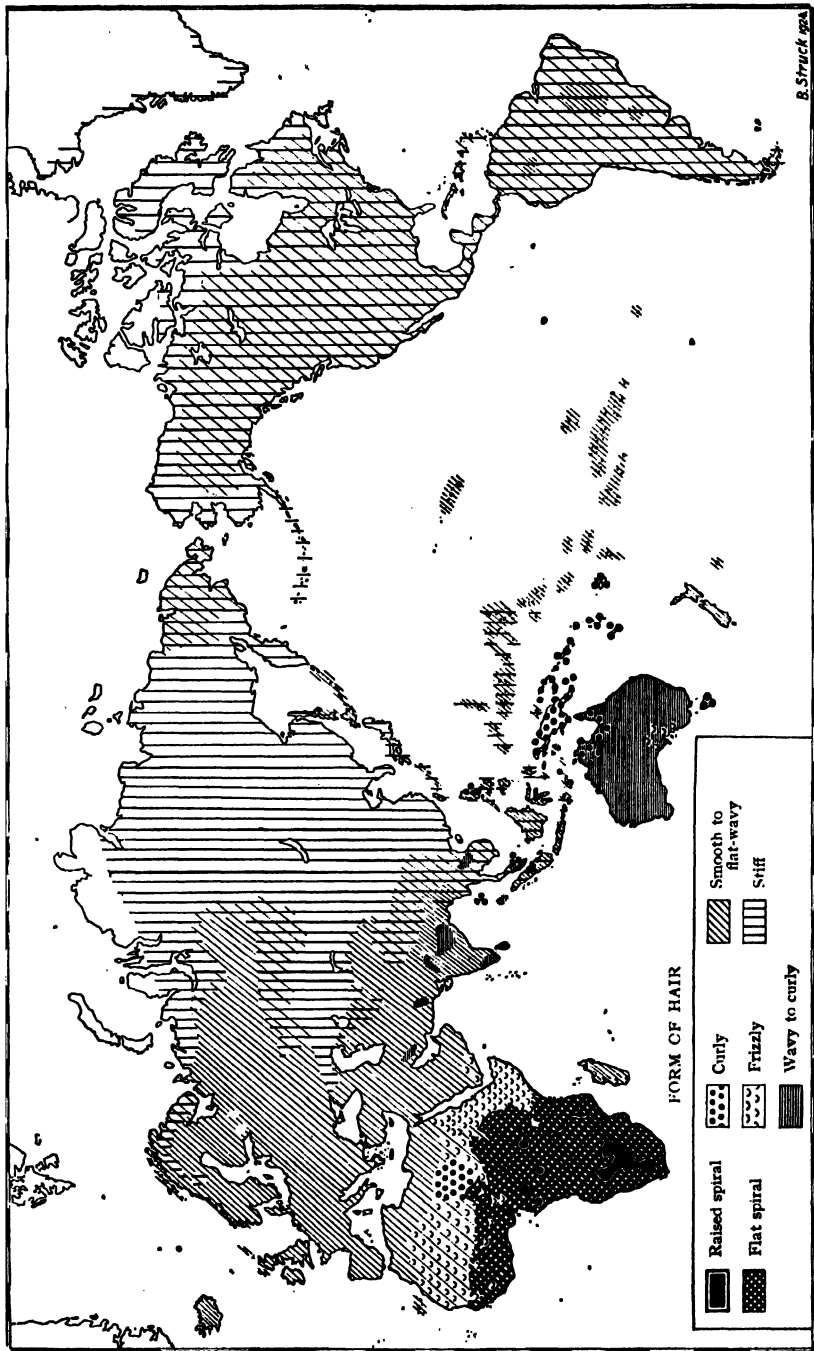 B. Struck 1924
FORM OF HAIR
Raised spiral
Curly
Smooth to
flat-wavy
Flat spiral
Frizzly
Stiff
Wavy to curly